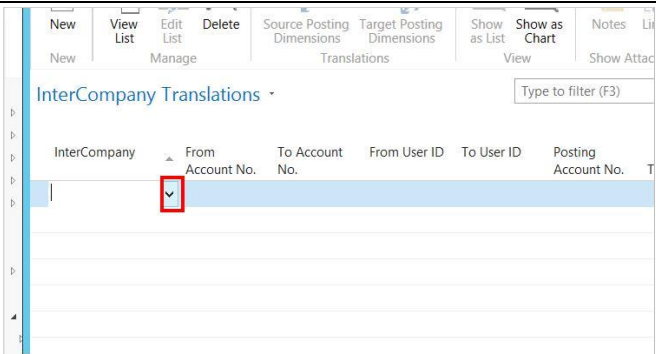 New View List Edit List Delete Source Posting Dimensions Target Posting Dimensions Show as List Show as Chart Notes
New Manage Translations View Show Attac
InterCompany Translations
Type to filter (F3)
InterCompany From Account No. To Account No. From User ID To User ID Posting Account No. T